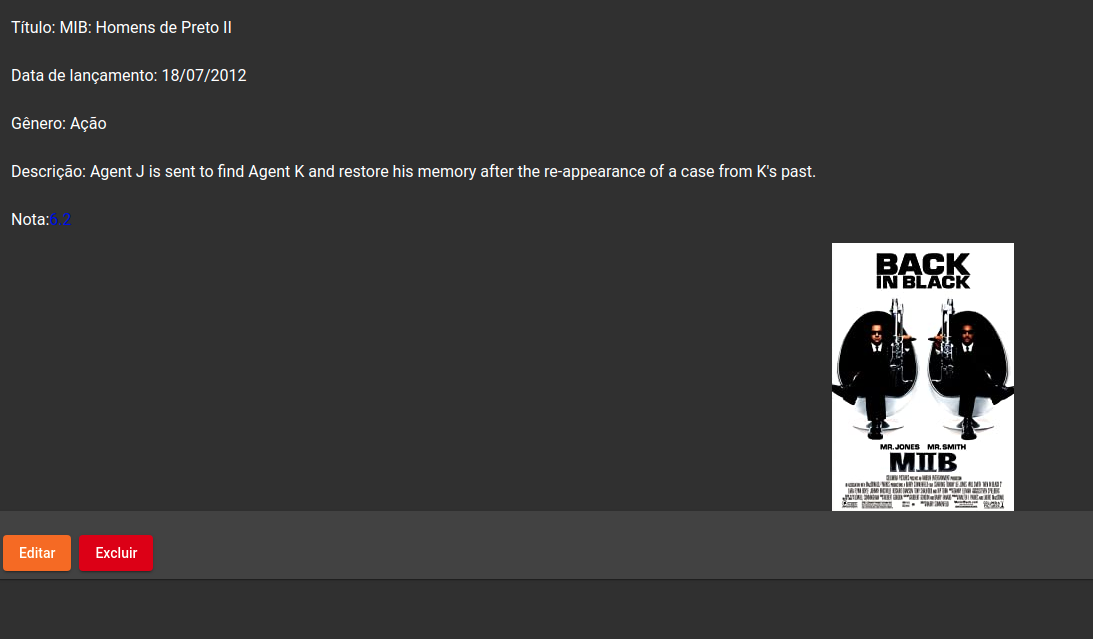 Título: MIB: Homens de Preto II
Data de lançamento: 18/07/2012
Gênero: Ação
Descrição: Agent J is sent to find Agent K and restore his memory after the re-appearance of a case from K's past.
Nota:6.2
BACK
IN BLACK
MR. JONES MR. SMITH
MIIB
Editar Excluir